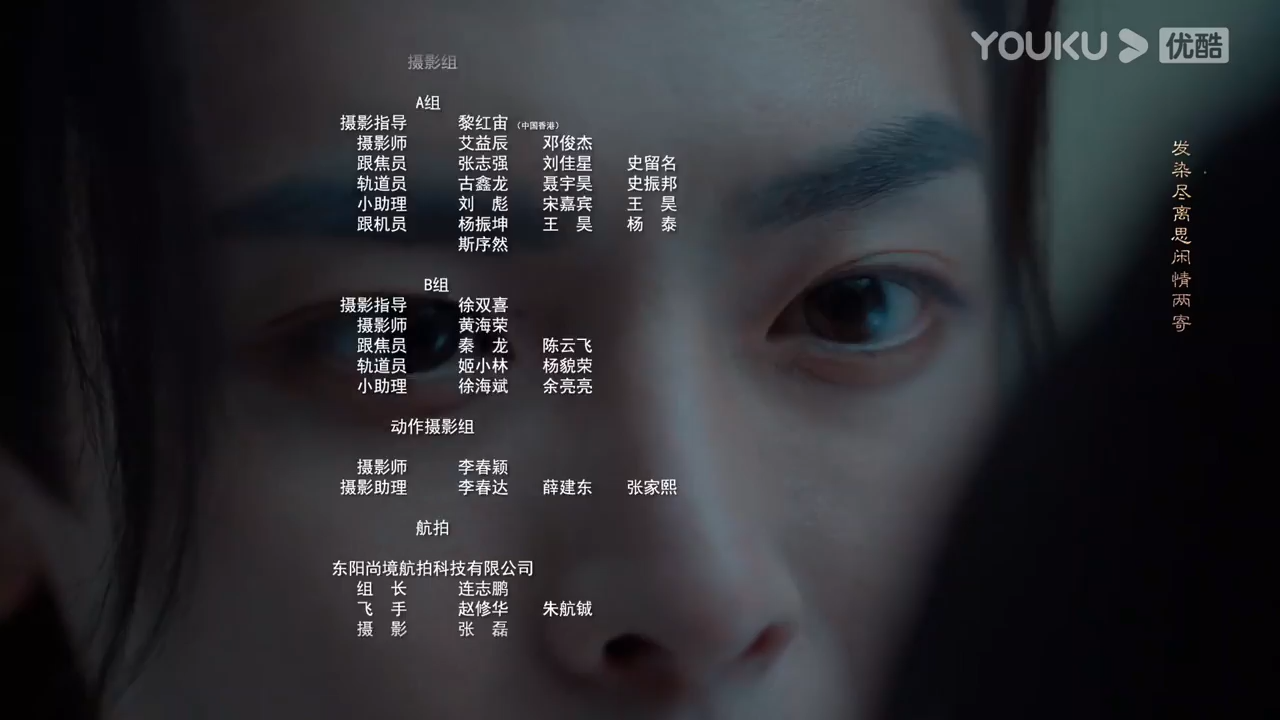 YOUKU 优酷
摄影组
A组
摄影指导 黎红宙 (中国香港)
摄影师 艾益辰 邓俊杰
跟焦员 张志强 刘佳星 史留名
轨道员 古鑫龙 聂宇昊 史振邦
小助理 刘 彪 宋嘉宾 王 昊
跟机员 杨振坤 王 昊 杨 泰
斯序然
B组
摄影指导 徐双喜
摄影师 黄海荣
跟焦员 秦 龙 陈云飞
轨道员 姬小林 杨貌荣
小助理 徐海斌 余亮亮
动作摄影组
摄影师 李春颖
摄影助理 李春达 薛建东 张家熙
航拍
东阳尚境航拍科技有限公司
组 长 连志鹏
飞 手 赵修华 朱航铖
摄 影 张 磊
发染尽离思闲情两寄